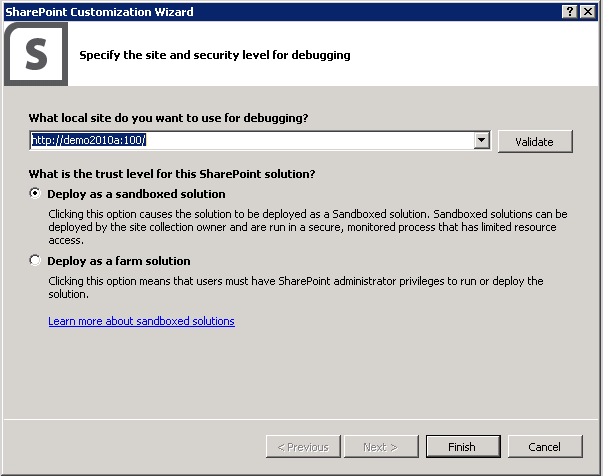 SharePoint Customization Wizard
? X
S
Specify the site and security level for debugging
What local site do you want to use for debugging?
http://demo2010a:100/
Validate
What is the trust level for this SharePoint solution?
Deploy as a sandboxed solution
Clicking this option causes the solution to be deployed as a Sandboxed solution. Sandboxed solutions can be
deployed by the site collection owner and are run in a secure, monitored process that has limited resource
access.
Deploy as a farm solution
Clicking this option means that users must have SharePoint administrator privileges to run or deploy the
solution.
Learn more about sandboxed solutions
< Previous
Next >
Finish
Cancel